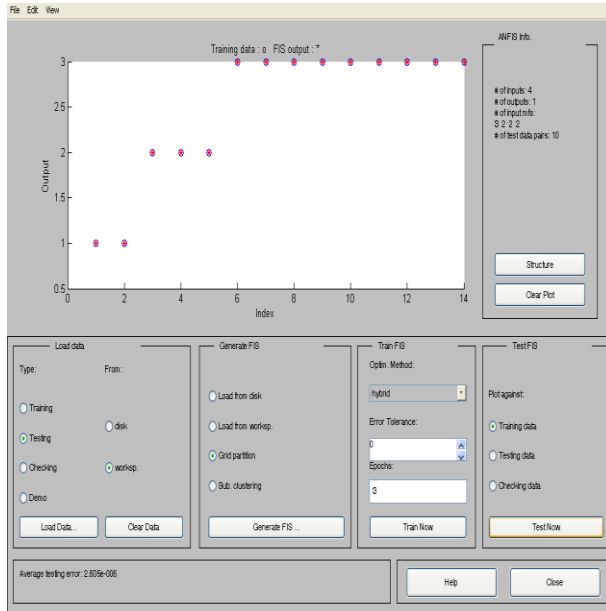 File Edit View
Training data : o FIS output : *
3
2.5
2
1.5
1
0.5
0 2 4 6 8 10 12 14
Output
Index
ANFIS Info.
# of inputs: 4
# of outputs: 1
# of input mfs:
3 2 2 2
# of test data pairs: 10
Structure
Clear Plot
Load data
Type:
From:
Training
Testing
Checking
Demo
disk
worksp.
Load Data...
Clear Data
Generate FIS
Load from disk
Load from worksp.
Grid partition
Sub. clustering
Generate FIS ...
Train FIS
Optim. Method:
hybrid
Error Tolerance:
0
Epochs:
3
Train Now
Test FIS
Plot against:
Training data
Testing data
Checking data
Test Now
Average testing error: 2.605e-006
Help
Close